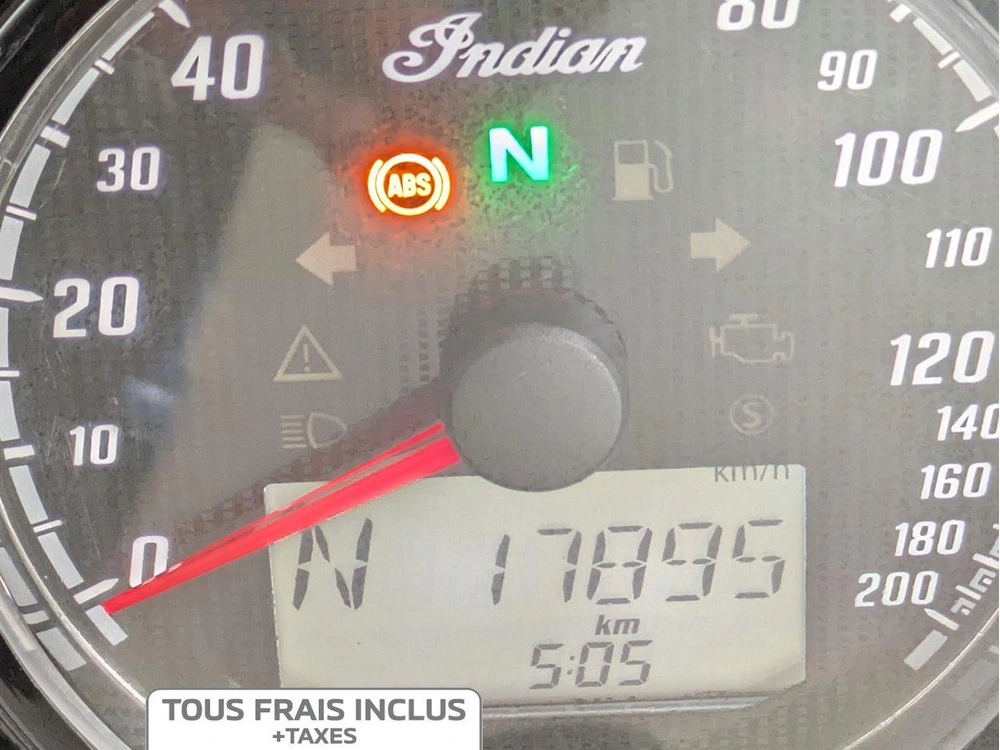 Indian
40
80
30
90
ABS
N
100
110
20
120
10
140
km/h
160
0
180
N 17895
200
km
5:05
S
TOUS FRAIS INCLUS
+TAXES